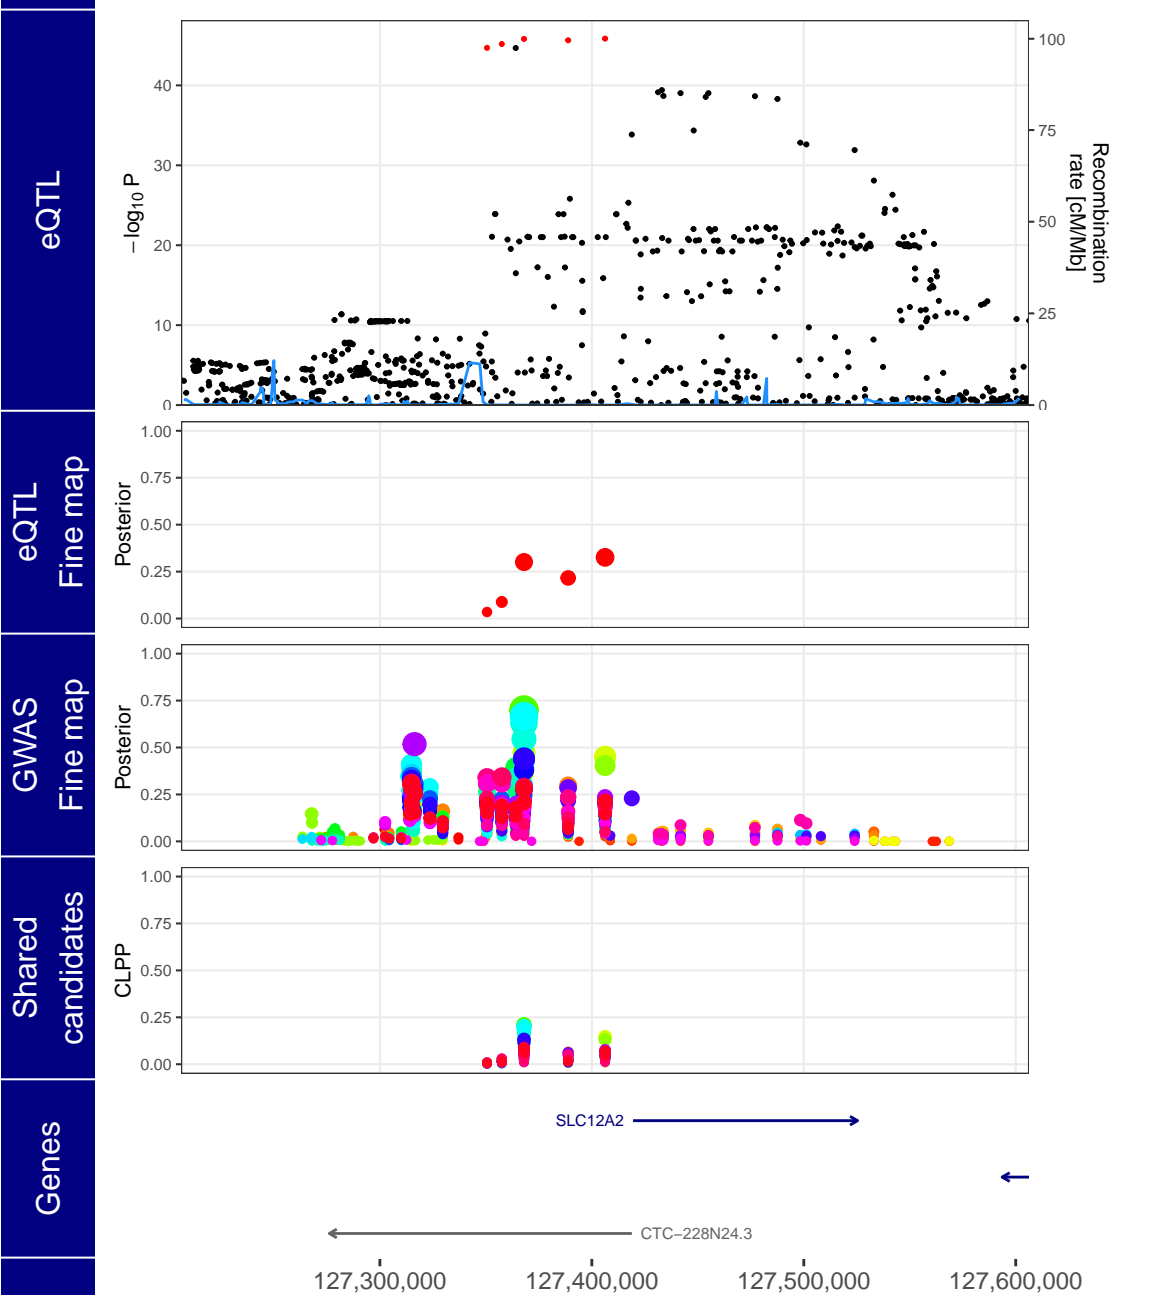 eQTL
− log10 P
0
10
20
30
40
0
25
50
75
100
Recombination
rate [cM/Mb]
eQTL
Fine map
Posterior
1.00
0.75
0.50
0.25
0.00
GWAS
Fine map
Posterior
1.00
0.75
0.50
0.25
0.00
Shared
candidates
CLPP
1.00
0.75
0.50
0.25
0.00
Genes
SLC12A2
CTC−228N24.3
127,300,000
127,400,000
127,500,000
127,600,000